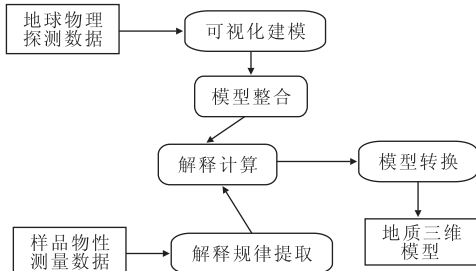 地球物理
探测数据
可视化建模
模型整合
解释计算
模型转换
地质三维
模型
样品物性
测量数据
解释规律提取